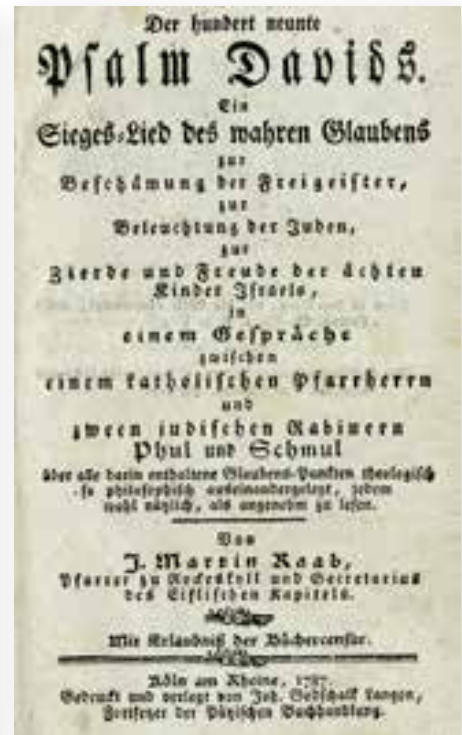 Der hundert neunte
Psalm Davids.
Ein
Sieges-Lied des wahren Glaubens
zur
Beschämung der Freigeister,
zur
Beleuchtung der Juden,
zur
Zierde und Freude der ächten
Kinder Israels,
in
einem Gespräche
zwischen
einem katholischen Pfarrherrn
und
zween jüdischen Rabinern
Phul und Schmul
über alle darin enthaltene Glaubens-Punkten theologisch
so philosophisch auseinandergelegt, jedem
wohl nützlich, als angenehm zu lesen.
Von
J. Martin Raab,
Pfarrer zu Rockeskyll und Secretarius
des Eiflischen Kapitels.
Mit Erlaubniß der Büchercensur.
Köln am Rheine, 1787.
Gedruckt und verlegt von Joh. Godschalk Langen,
Fortsetzer der Pützischen Buchhandlung.